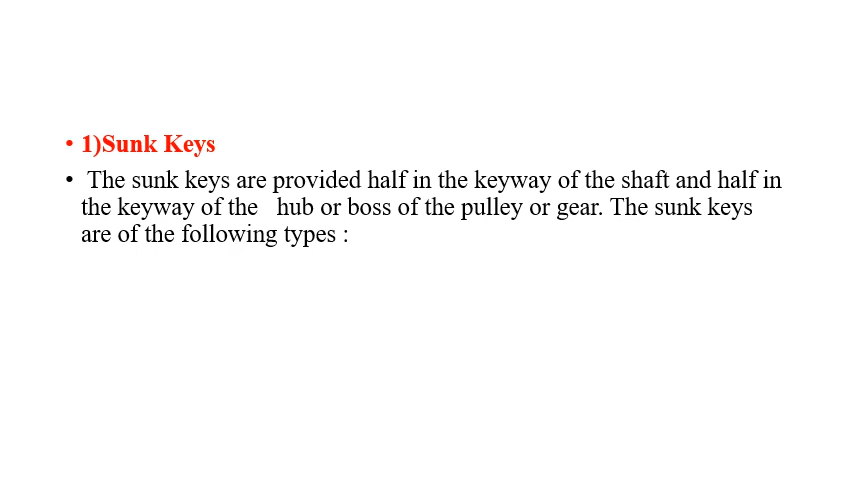 • 1)Sunk Keys
• The sunk keys are provided half in the keyway of the shaft and half in
the keyway of the   hub or boss of the pulley or gear. The sunk keys
are of the following types :